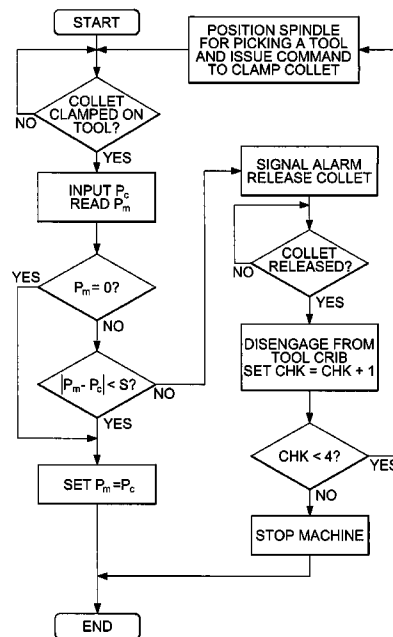 START
POSITION SPINDLE
FOR PICKING A TOOL
AND ISSUE COMMAND
TO CLAMP COLLET
COLLET
CLAMPED ON
TOOL?
NO
YES
INPUT Pc
READ Pm
YES
Pm = 0?
NO
|Pm - Pc| < S?
NO
YES
SET Pm = Pc
SIGNAL ALARM
RELEASE COLLET
COLLET
RELEASED?
NO
YES
DISENGAGE FROM
TOOL CRIB
SET CHK = CHK + 1
CHK < 4?
YES
NO
STOP MACHINE
END